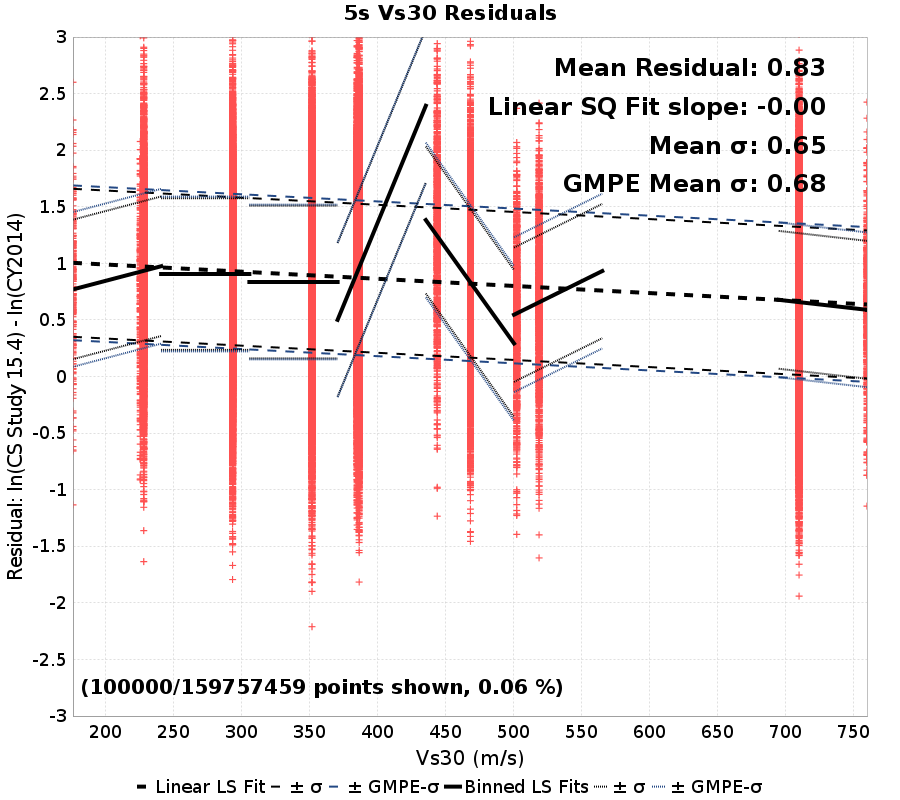 5s Vs30 Residuals
Mean Residual: 0.83
Linear SQ Fit slope: -0.00
Mean σ: 0.65
GMPE Mean σ: 0.68
3
2.5
2
1.5
1
0.5
0
-0.5
-1
-1.5
-2
-2.5
-3
Residual: ln(CS Study 15.4) - ln(CY2014)
(100000/159757459 points shown, 0.06 %)
200 250 300 350 400 450 500 550 600 650 700 750
Vs30 (m/s)
Linear LS Fit ± σ ± GMPE-σ Binned LS Fits ± σ ± GMPE-σ